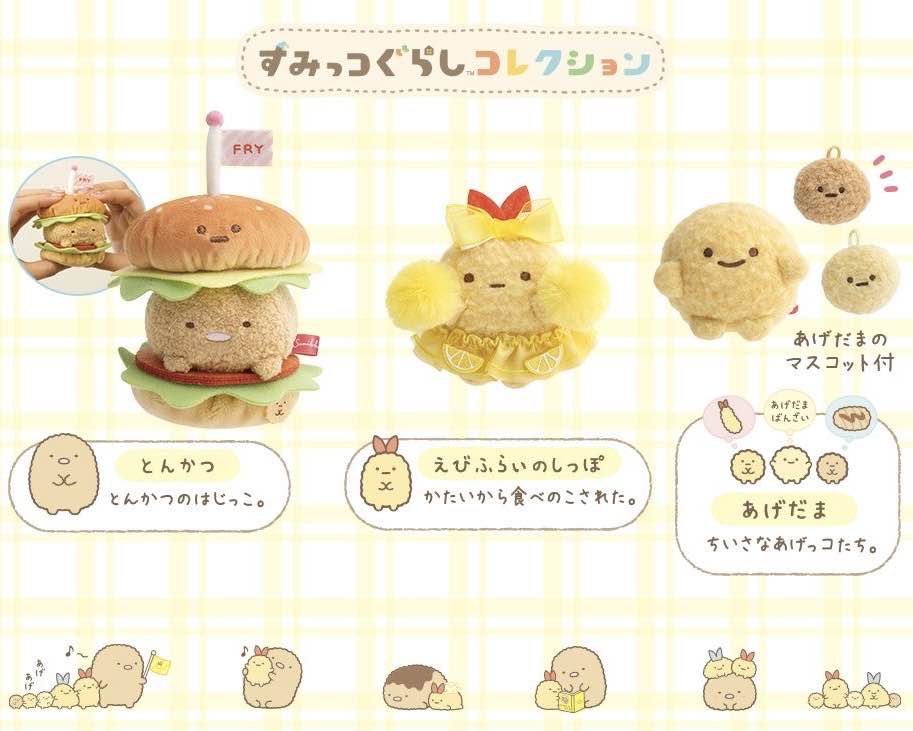 すみっコぐらし™コレクション
FRY
あげだまの
マスコット付
あげだま
ばんざい
とんかつ
とんかつのはじっこ。
えびふらいのしっぽ
かたいから食べのこされた。
あげだま
ちいさなあげっコたち。
あげ
あげ